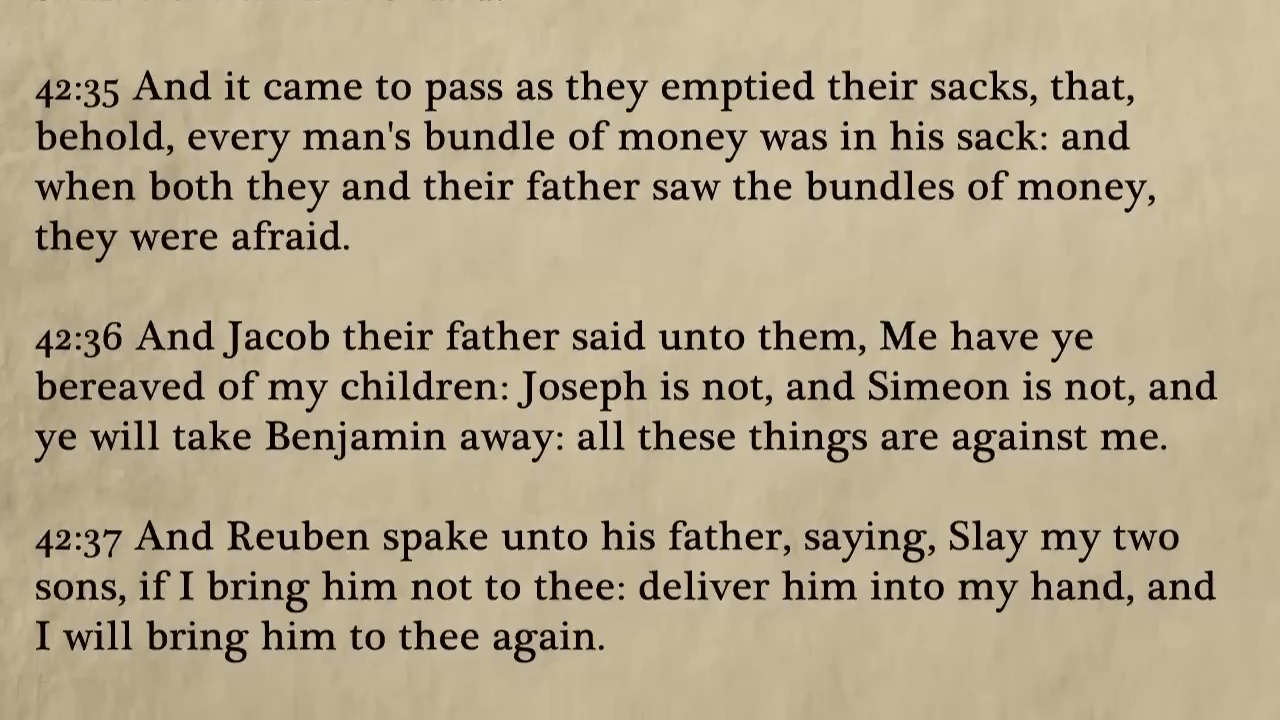 42:35 And it came to pass as they emptied their sacks, that,
behold, every man's bundle of money was in his sack: and
when both they and their father saw the bundles of money,
they were afraid.
42:36 And Jacob their father said unto them, Me have ye
bereaved of my children: Joseph is not, and Simeon is not, and
ye will take Benjamin away: all these things are against me.
42:37 And Reuben spake unto his father, saying, Slay my two
sons, if I bring him not to thee: deliver him into my hand, and
I will bring him to thee again.